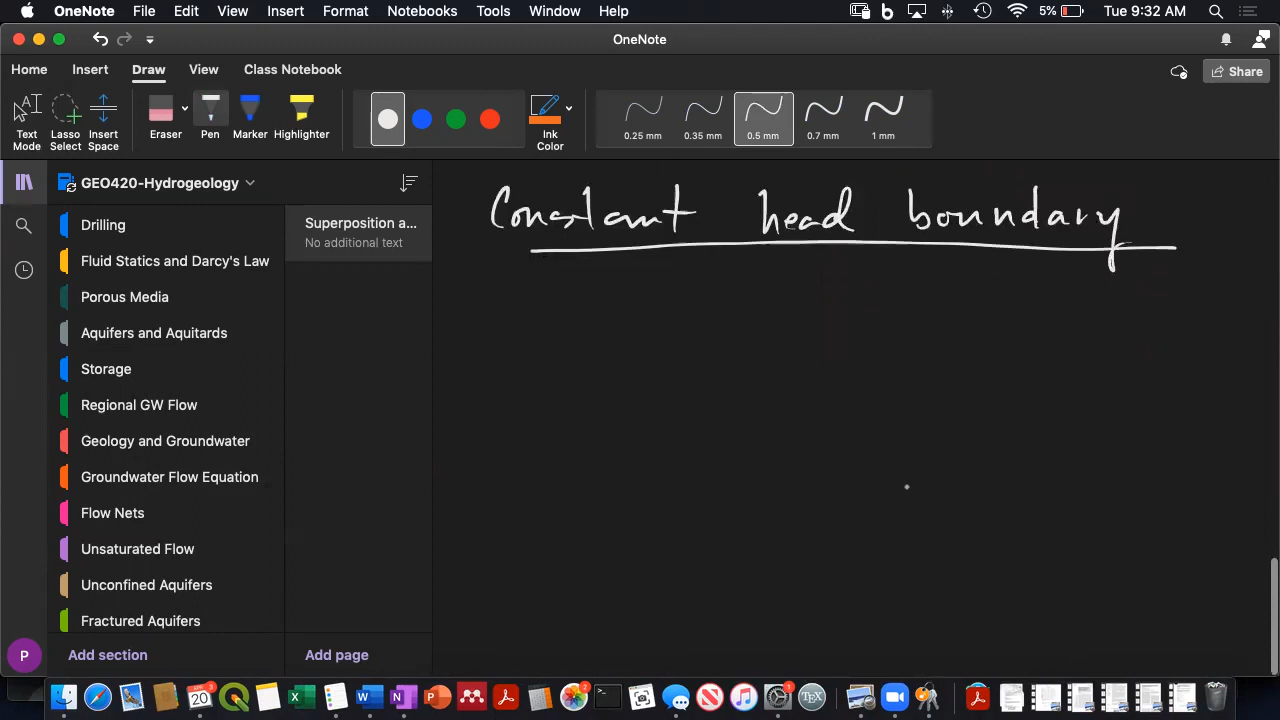 OneNote File Edit View Insert Format Notebooks Tools Window Help 5% Tue 9:32 AM
OneNote
Home Insert Draw View Class Notebook Share
Text Mode Lasso Select Insert Space Eraser Pen Marker Highlighter Ink Color 0.25 mm 0.35 mm 0.5 mm 0.7 mm 1 mm
GEO420-Hydrogeology
Drilling
Fluid Statics and Darcy's Law
Porous Media
Aquifers and Aquitards
Storage
Regional GW Flow
Geology and Groundwater
Groundwater Flow Equation
Flow Nets
Unsaturated Flow
Unconfined Aquifers
Fractured Aquifers
Add section
Superposition a...
No additional text
Add page
Constant head boundary
P
20
TEX